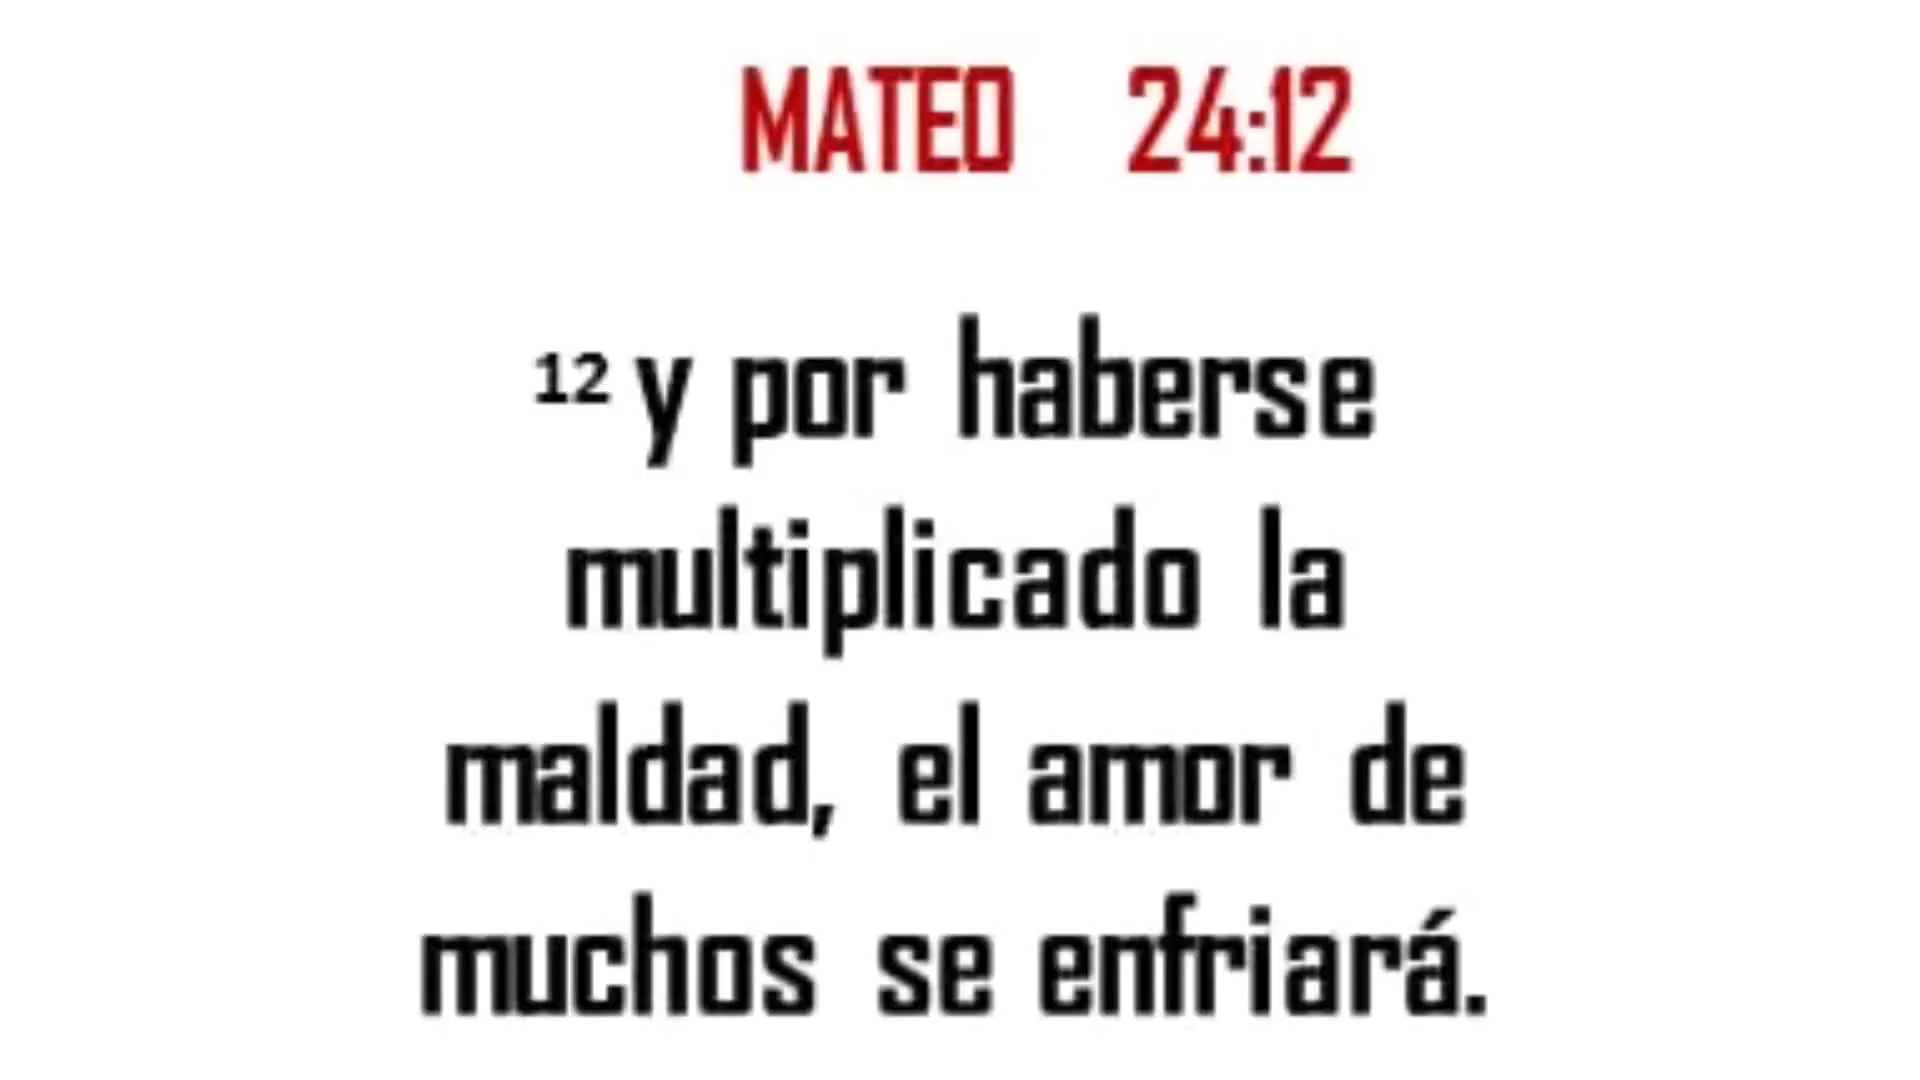 MATEO 24:12
12 y por haberse
multiplicado la
maldad, el amor de
muchos se enfriará.